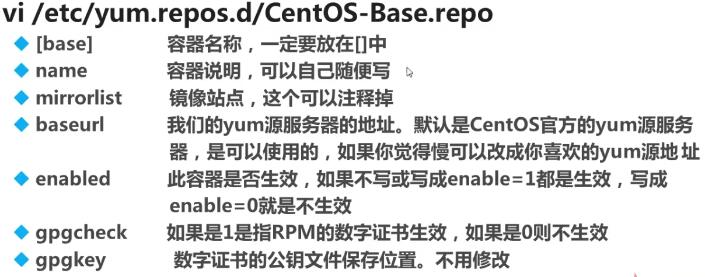 vi /etc/yum.repos.d/CentOS-Base.repo
[base] 容器名称，一定要放在[]中
name 容器说明，可以自己随便写
mirrorlist 镜像站点，这个可以注释掉
baseurl 我们的yum源服务器的地址。默认是CentOS官方的yum源服务
器，是可以使用的，如果你觉得慢可以改成你喜欢的yum源地址
enabled 此容器是否生效，如果不写或写成enable=1都是生效，写成
enable=0就是不生效
gpgcheck 如果是1是指RPM的数字证书生效，如果是0则不生效
gpgkey 数字证书的公钥文件保存位置。不用修改